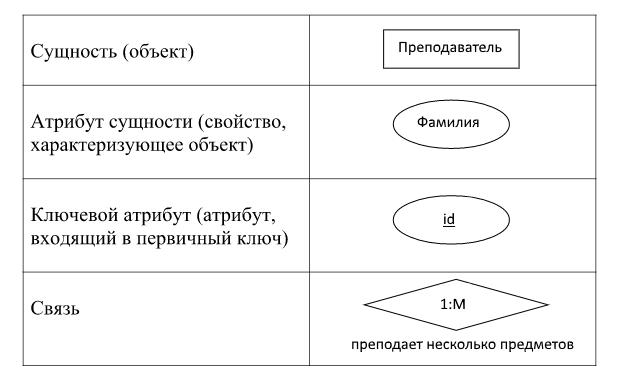 Сущность (объект)
Преподаватель
Атрибут сущности (свойство,
характеризующее объект)
Фамилия
Ключевой атрибут (атрибут,
входящий в первичный ключ)
id
Связь
1:M
преподает несколько предметов